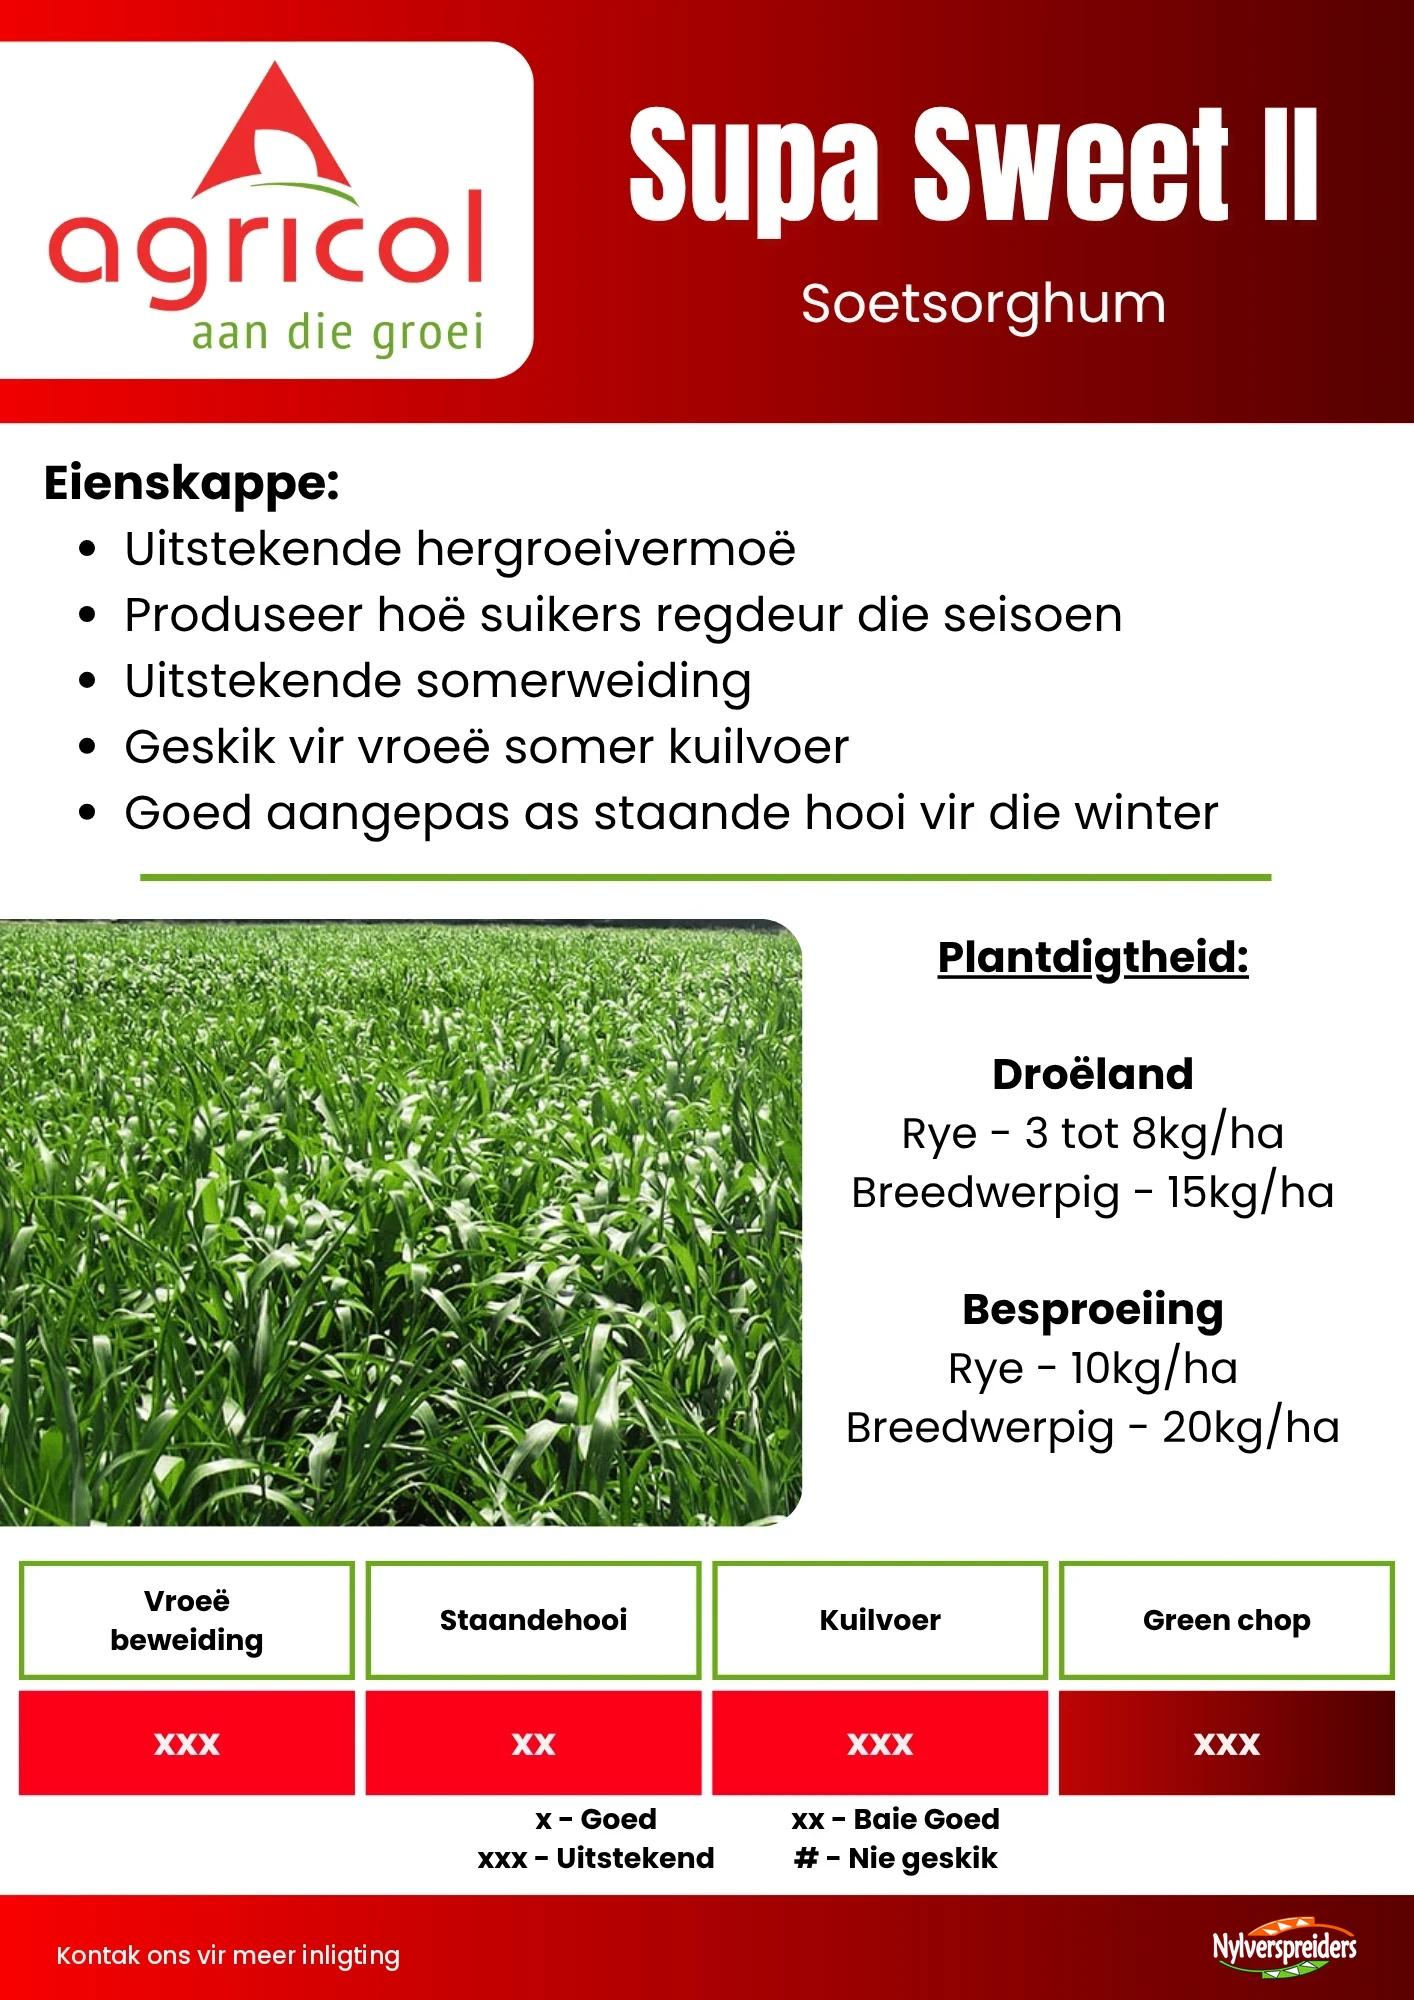 agricol
aan die groei
Supa Sweet II
Soetsorghum
Eienskappe:
• Uitstekende hergroeivermoë
• Produseer hoë suikers regdeur die seisoen
• Uitstekende somerweiding
• Geskik vir vroeë somer kuilvoer
• Goed aangepas as staande hooi vir die winter
Plantdigtheid:
Droëland
Rye - 3 tot 8kg/ha
Breedwerpig - 15kg/ha
Besproeiing
Rye - 10kg/ha
Breedwerpig - 20kg/ha
Vroeë
beweiding
Staandehooi
Kuilvoer
Green chop
xxx
xx
xxx
xxx
x - Goed
xx - Baie Goed
xxx - Uitstekend
# - Nie geskik
Kontak ons vir meer inligting
Nylverspreiders